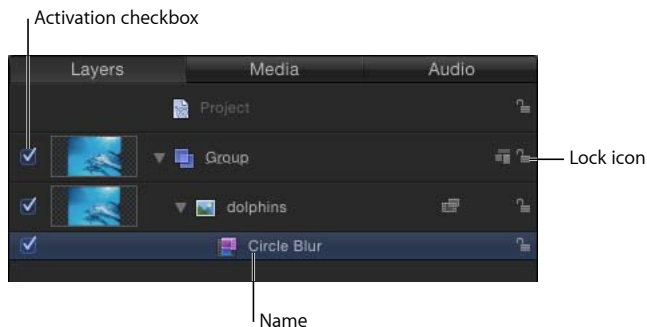 Activation checkbox
Layers Media Audio
Project
Group
Lock icon
dolphins
Circle Blur
Name